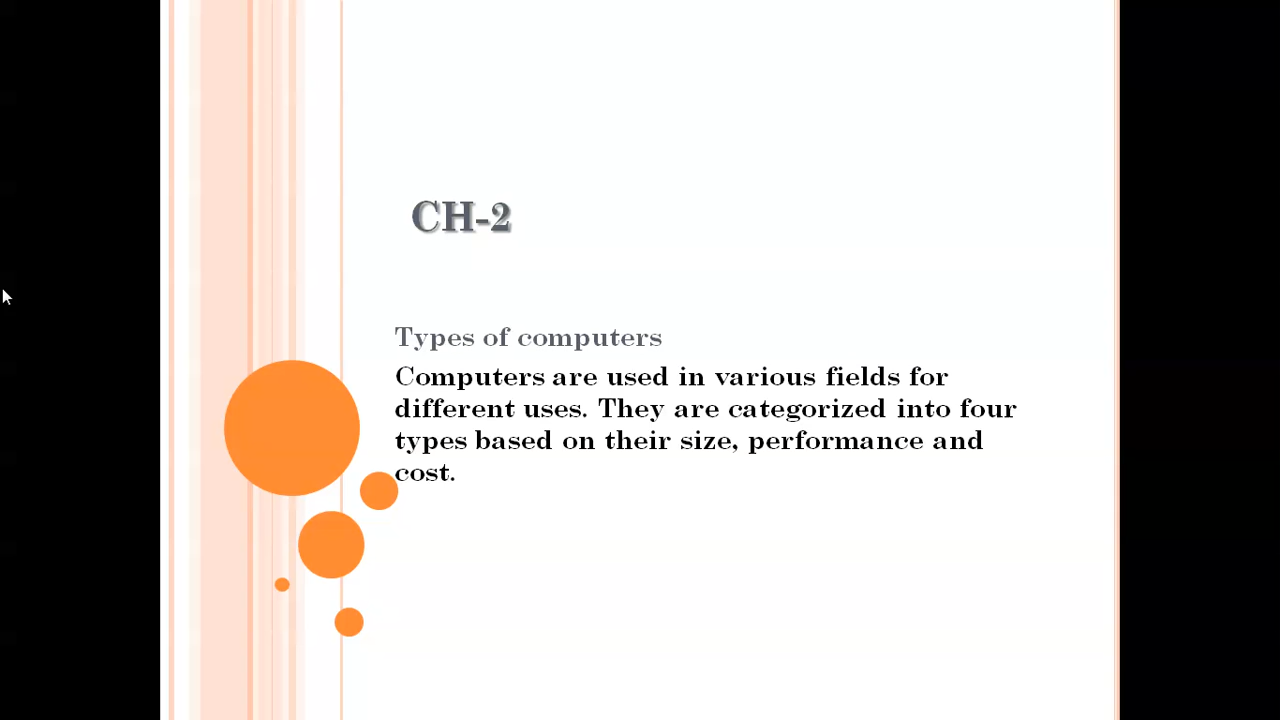 CH-2
Types of computers
Computers are used in various fields for
different uses. They are categorized into four
types based on their size, performance and
cost.